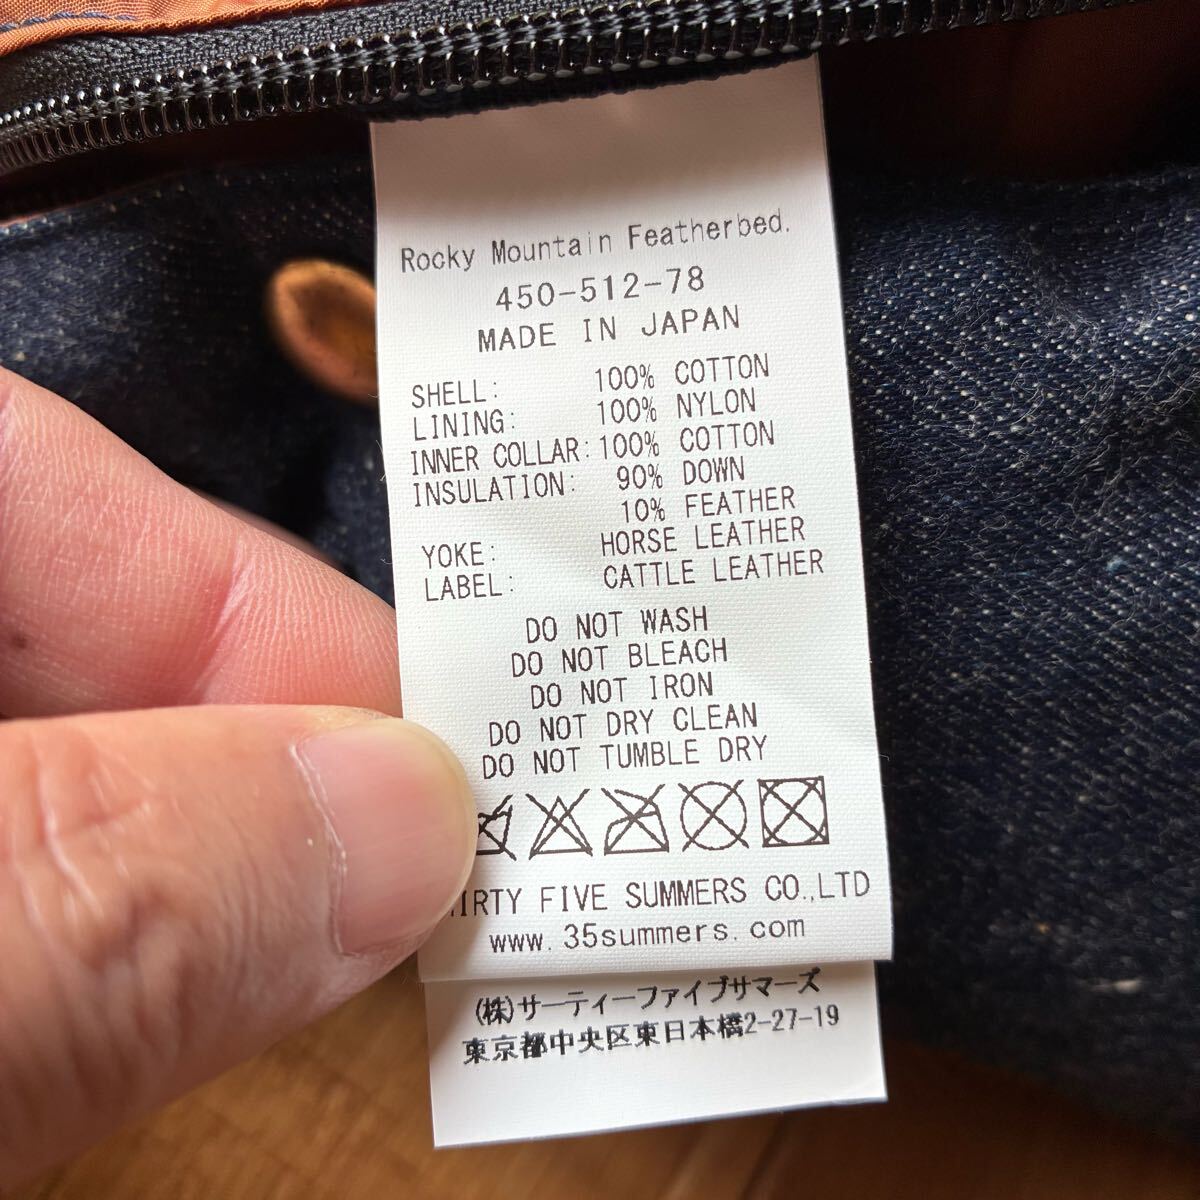 Rocky Mountain Featherbed.
450-512-78
MADE IN JAPAN
SHELL: 100% COTTON
LINING: 100% NYLON
INNER COLLAR: 100% COTTON
INSULATION: 90% DOWN
10% FEATHER
YOKE: HORSE LEATHER
LABEL: CATTLE LEATHER
DO NOT WASH
DO NOT BLEACH
DO NOT IRON
DO NOT DRY CLEAN
DO NOT TUMBLE DRY
FIVE SUMMERS CO.,LTD
www.35summers.com
(株)サーティーファイブサマーズ
東京都中央区東日本橋2-27-19